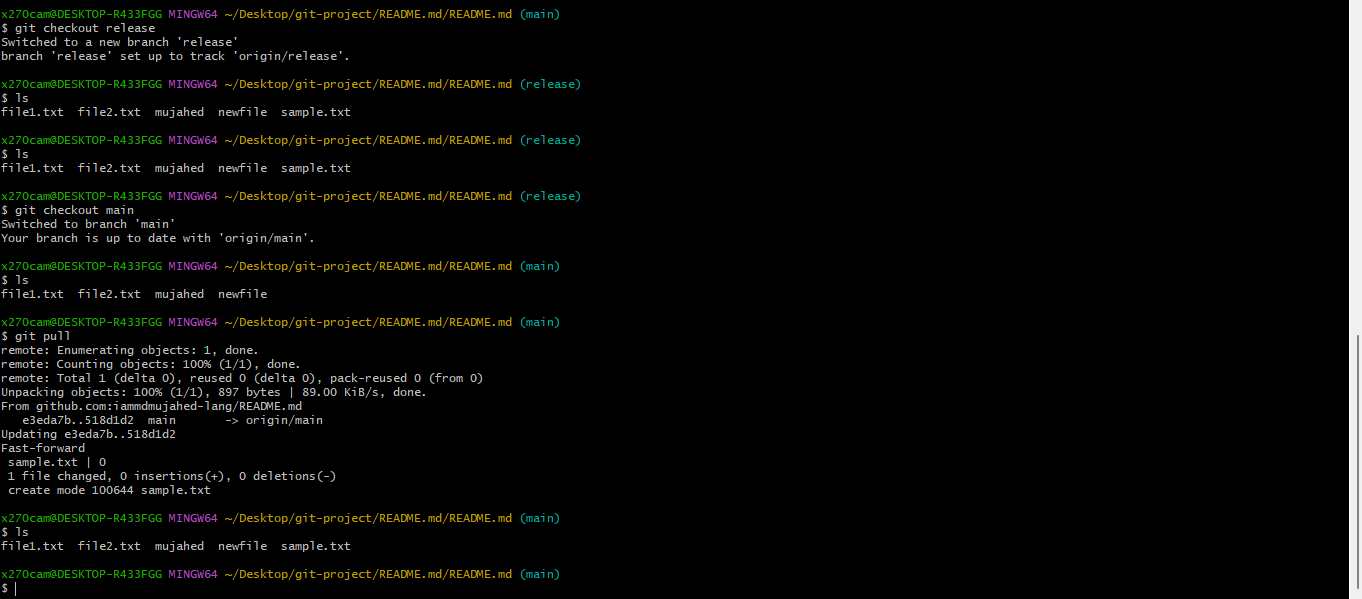 x270cam@DESKTOP-R433FGG MINGW64 ~/Desktop/git-project/README.md/README.md (main)
$ git checkout release
Switched to a new branch 'release'
branch 'release' set up to track 'origin/release'.
x270cam@DESKTOP-R433FGG MINGW64 ~/Desktop/git-project/README.md/README.md (release)
$ ls
file1.txt  file2.txt  mujahed  newfile  sample.txt
x270cam@DESKTOP-R433FGG MINGW64 ~/Desktop/git-project/README.md/README.md (release)
$ ls
file1.txt  file2.txt  mujahed  newfile  sample.txt
x270cam@DESKTOP-R433FGG MINGW64 ~/Desktop/git-project/README.md/README.md (release)
$ git checkout main
Switched to branch 'main'
Your branch is up to date with 'origin/main'.
x270cam@DESKTOP-R433FGG MINGW64 ~/Desktop/git-project/README.md/README.md (main)
$ ls
file1.txt  file2.txt  mujahed  newfile
x270cam@DESKTOP-R433FGG MINGW64 ~/Desktop/git-project/README.md/README.md (main)
$ git pull
remote: Enumerating objects: 1, done.
remote: Counting objects: 100% (1/1), done.
remote: Total 1 (delta 0), reused 0 (delta 0), pack-reused 0 (from 0)
Unpacking objects: 100% (1/1), 897 bytes | 89.00 KiB/s, done.
From github.com:iammdmujahed-lang/README.md
   e3eda7b..518d1d2  main       -> origin/main
Updating e3eda7b..518d1d2
Fast-forward
 sample.txt | 0
 1 file changed, 0 insertions(+), 0 deletions(-)
 create mode 100644 sample.txt
x270cam@DESKTOP-R433FGG MINGW64 ~/Desktop/git-project/README.md/README.md (main)
$ ls
file1.txt  file2.txt  mujahed  newfile  sample.txt
x270cam@DESKTOP-R433FGG MINGW64 ~/Desktop/git-project/README.md/README.md (main)
$